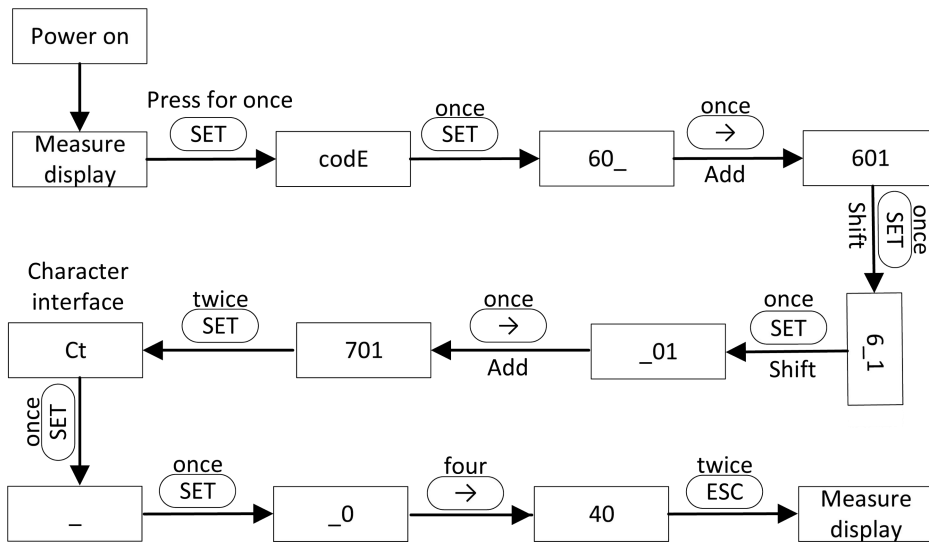 Power on
Press for once
SET
Measure
display
codE
once
SET
60_
once
→
Add
601
once
SET
Shift
6_1
once
SET
Shift
_01
once
→
Add
701
twice
SET
Character
interface
Ct
once
SET
_
once
SET
_0
four
→
40
twice
ESC
Measure
display